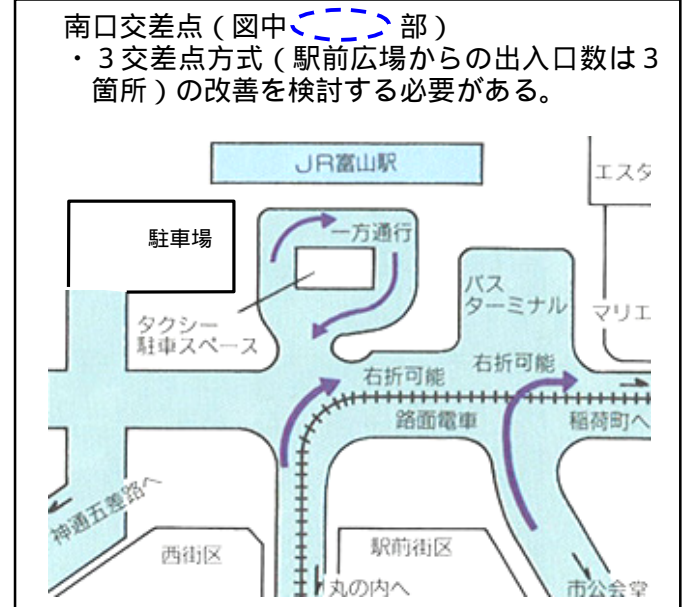 南口交差点(図中 部)
・3交差点方式(駅前広場からの出入口数は3
箇所)の改善を検討する必要がある。
JR富山駅
エスタ
駐車場
一方通行
バス
ターミナル
マリエ
タクシー
駐車スペース
右折可能
右折可能
路面電車
稲荷町へ
神通五差路へ
西街区
駅前街区
丸の内へ
市公会堂